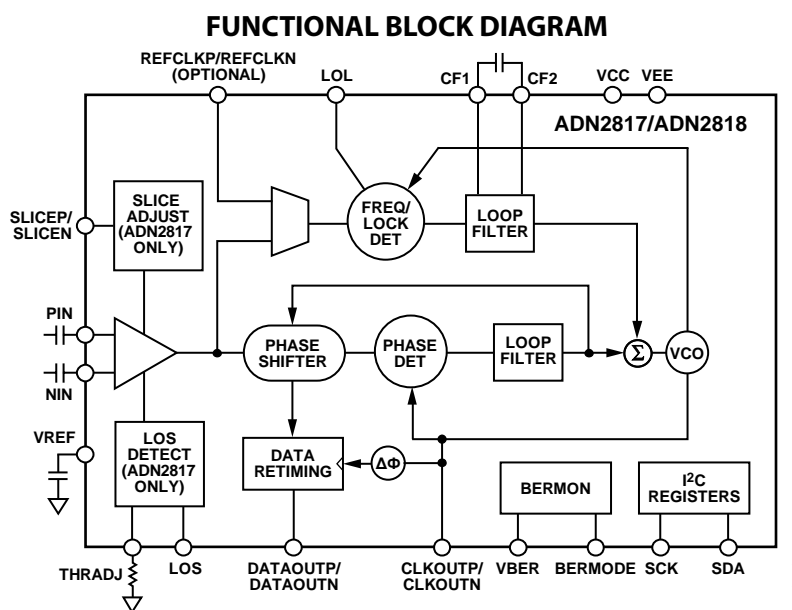 FUNCTIONAL BLOCK DIAGRAM
REFCLKP/REFCLKN
(OPTIONAL)
LOL
CF1
CF2
VCC
VEE
ADN2817/ADN2818
SLICEP/
SLICEN
SLICE
ADJUST
(ADN2817
ONLY)
FREQ/
LOCK
DET
LOOP
FILTER
PIN
NIN
PHASE
SHIFTER
PHASE
DET
LOOP
FILTER
Σ
VCO
VREF
LOS
DETECT
(ADN2817
ONLY)
DATA
RETIMING
ΔΦ
BERMON
I2C
REGISTERS
THRADJ
LOS
DATAOUTP/
DATAOUTN
CLKOUTP/
CLKOUTN
VBER
BERMODE
SCK
SDA